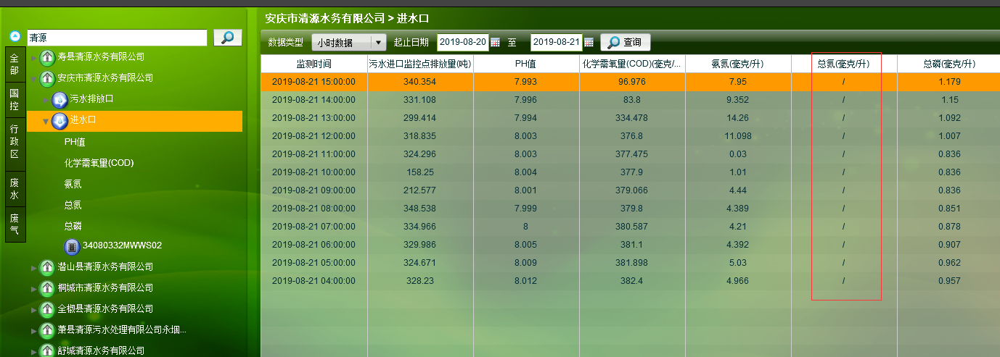 清源
全部
国控
行政区
废水
废气
寿县清源水务有限公司
安庆市清源水务有限公司
污水排放口
进水口
PH值
化学需氧量(COD)
氨氮
总氮
总磷
34080332MWWS02
潜山县清源水务有限公司
桐城市清源水务有限公司
全椒县清源水务有限公司
萧县清源污水处理有限公司永堌...
舒城清源水务有限公司
安庆市清源水务有限公司 > 进水口
数据类型 小时数据 起止日期 2019-08-20 至 2019-08-21 查询
监测时间 污水进口监控点排放量(吨) PH值 化学需氧量(COD)(毫克/... 氨氮(毫克/升) 总氮(毫克/升) 总磷(毫克/升)
2019-08-21 15:00:00 340.354 7.993 96.976 7.95 / 1.179
2019-08-21 14:00:00 331.108 7.996 83.8 9.352 / 1.15
2019-08-21 13:00:00 299.414 7.994 334.478 14.26 / 1.092
2019-08-21 12:00:00 318.835 8.003 376.8 11.098 / 1.007
2019-08-21 11:00:00 324.296 8.003 377.475 0.03 / 0.836
2019-08-21 10:00:00 158.25 8.004 377.9 1.01 / 0.836
2019-08-21 09:00:00 212.577 8.001 379.066 4.44 / 0.836
2019-08-21 08:00:00 348.538 7.999 379.8 4.389 / 0.851
2019-08-21 07:00:00 334.966 8 380.587 4.21 / 0.878
2019-08-21 06:00:00 329.986 8.005 381.1 4.392 / 0.907
2019-08-21 05:00:00 324.671 8.009 381.898 5.03 / 0.962
2019-08-21 04:00:00 328.23 8.012 382.4 4.966 / 0.957